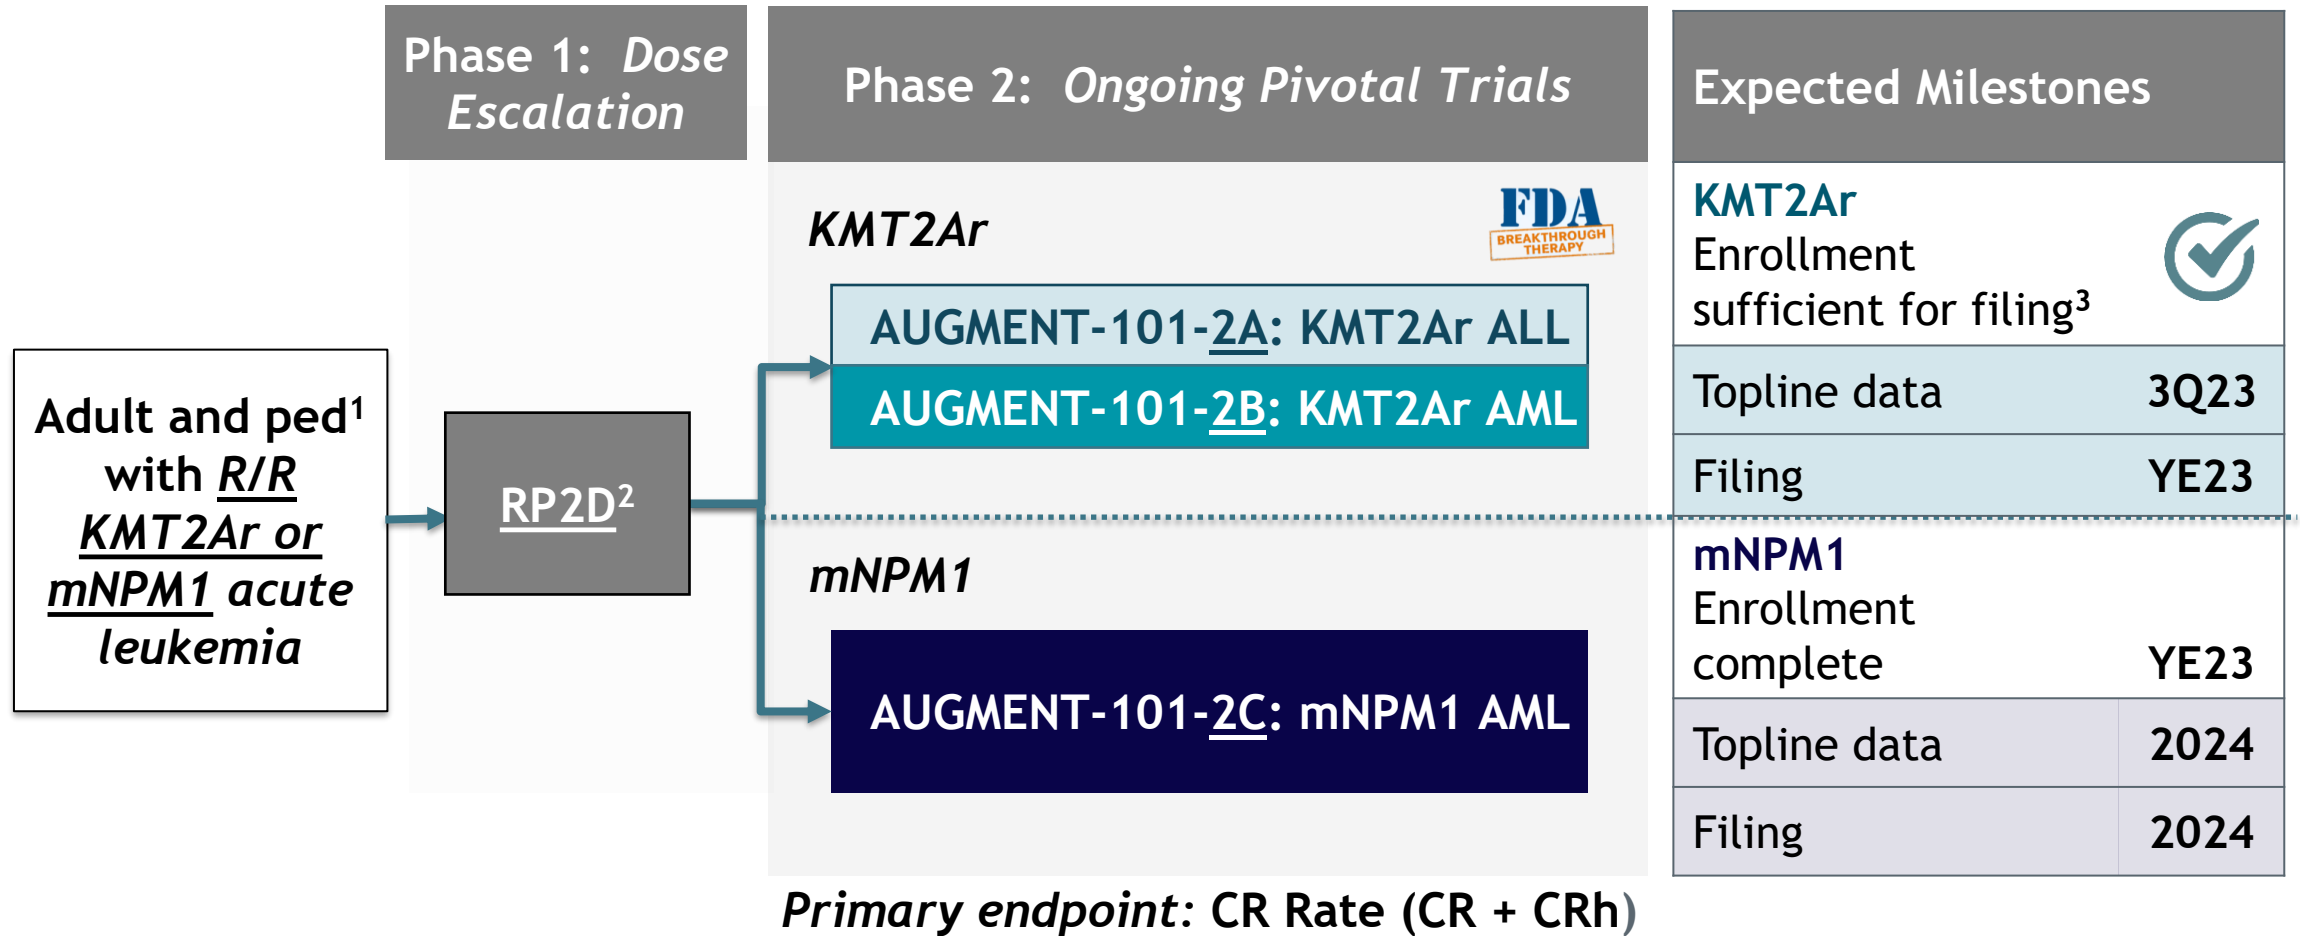 Phase 1: Dose
Escalation
Phase 2: Ongoing Pivotal Trials
Expected Milestones
Adult and ped¹
with R/R
KMT2Ar or
mNPM1 acute
leukemia
RP2D²
KMT2Ar
FDA
BREAKTHROUGH
THERAPY
AUGMENT-101-2A: KMT2Ar ALL
AUGMENT-101-2B: KMT2Ar AML
mNPM1
AUGMENT-101-2C: mNPM1 AML
Primary endpoint: CR Rate (CR + CRh)
KMT2Ar
Enrollment
sufficient for filing³
Topline data 3Q23
Filing YE23
mNPM1
Enrollment
complete YE23
Topline data 2024
Filing 2024